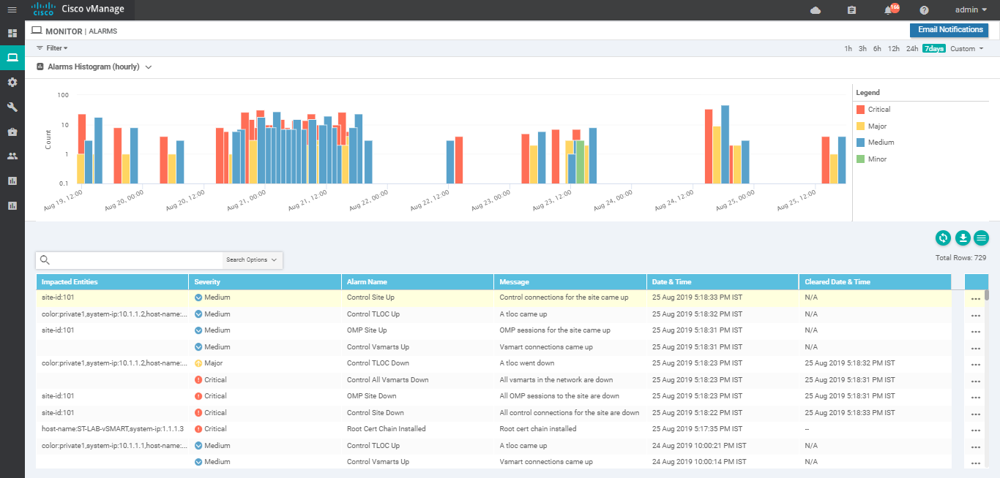 CISCO Cisco vManage 166 admin
MONITOR | ALARMS Email Notifications
Filter 1h 3h 6h 12h 24h 7days Custom
Alarms Histogram (hourly)
Count
100
10
1
0.1
Aug 19, 12:00 Aug 20, 00:00 Aug 20, 12:00 Aug 21, 00:00 Aug 21, 12:00 Aug 22, 00:00 Aug 22, 12:00 Aug 23, 00:00 Aug 23, 12:00 Aug 24, 00:00 Aug 24, 12:00 Aug 25, 00:00 Aug 25, 12:00
Legend
Critical
Major
Medium
Minor
Search Options
Total Rows: 729
Impacted Entities Severity Alarm Name Message Date & Time Cleared Date & Time
site-id:101 Medium Control Site Up Control connections for the site came up 25 Aug 2019 5:18:33 PM IST N/A
color:private1,system-ip:10.1.1.2,host-name:... Medium Control TLOC Up A tloc came up 25 Aug 2019 5:18:32 PM IST N/A
site-id:101 Medium OMP Site Up OMP sessions for the site came up 25 Aug 2019 5:18:31 PM IST N/A
Medium Control Vsmarts Up Vsmart connections came up 25 Aug 2019 5:18:31 PM IST N/A
color:private1,system-ip:10.1.1.2,host-name:... Major Control TLOC Down A tloc went down 25 Aug 2019 5:18:23 PM IST 25 Aug 2019 5:18:32 PM IST
Critical Control All Vsmarts Down All vsmarts in the network are down 25 Aug 2019 5:18:23 PM IST 25 Aug 2019 5:18:31 PM IST
site-id:101 Critical OMP Site Down All OMP sessions to the site are down 25 Aug 2019 5:18:23 PM IST 25 Aug 2019 5:18:31 PM IST
site-id:101 Critical Control Site Down All control connections for the site are down 25 Aug 2019 5:18:22 PM IST 25 Aug 2019 5:18:33 PM IST
host-name:ST-LAB-vSMART,system-ip:1.1.1.3 Critical Root Cert Chain Installed Root cert chain installed 25 Aug 2019 5:17:35 PM IST --
color:private1,system-ip:10.1.1.1,host-name:... Medium Control TLOC Up A tloc came up 24 Aug 2019 10:00:21 PM IST N/A
Medium Control Vsmarts Up Vsmart connections came up 24 Aug 2019 10:00:14 PM IST N/A